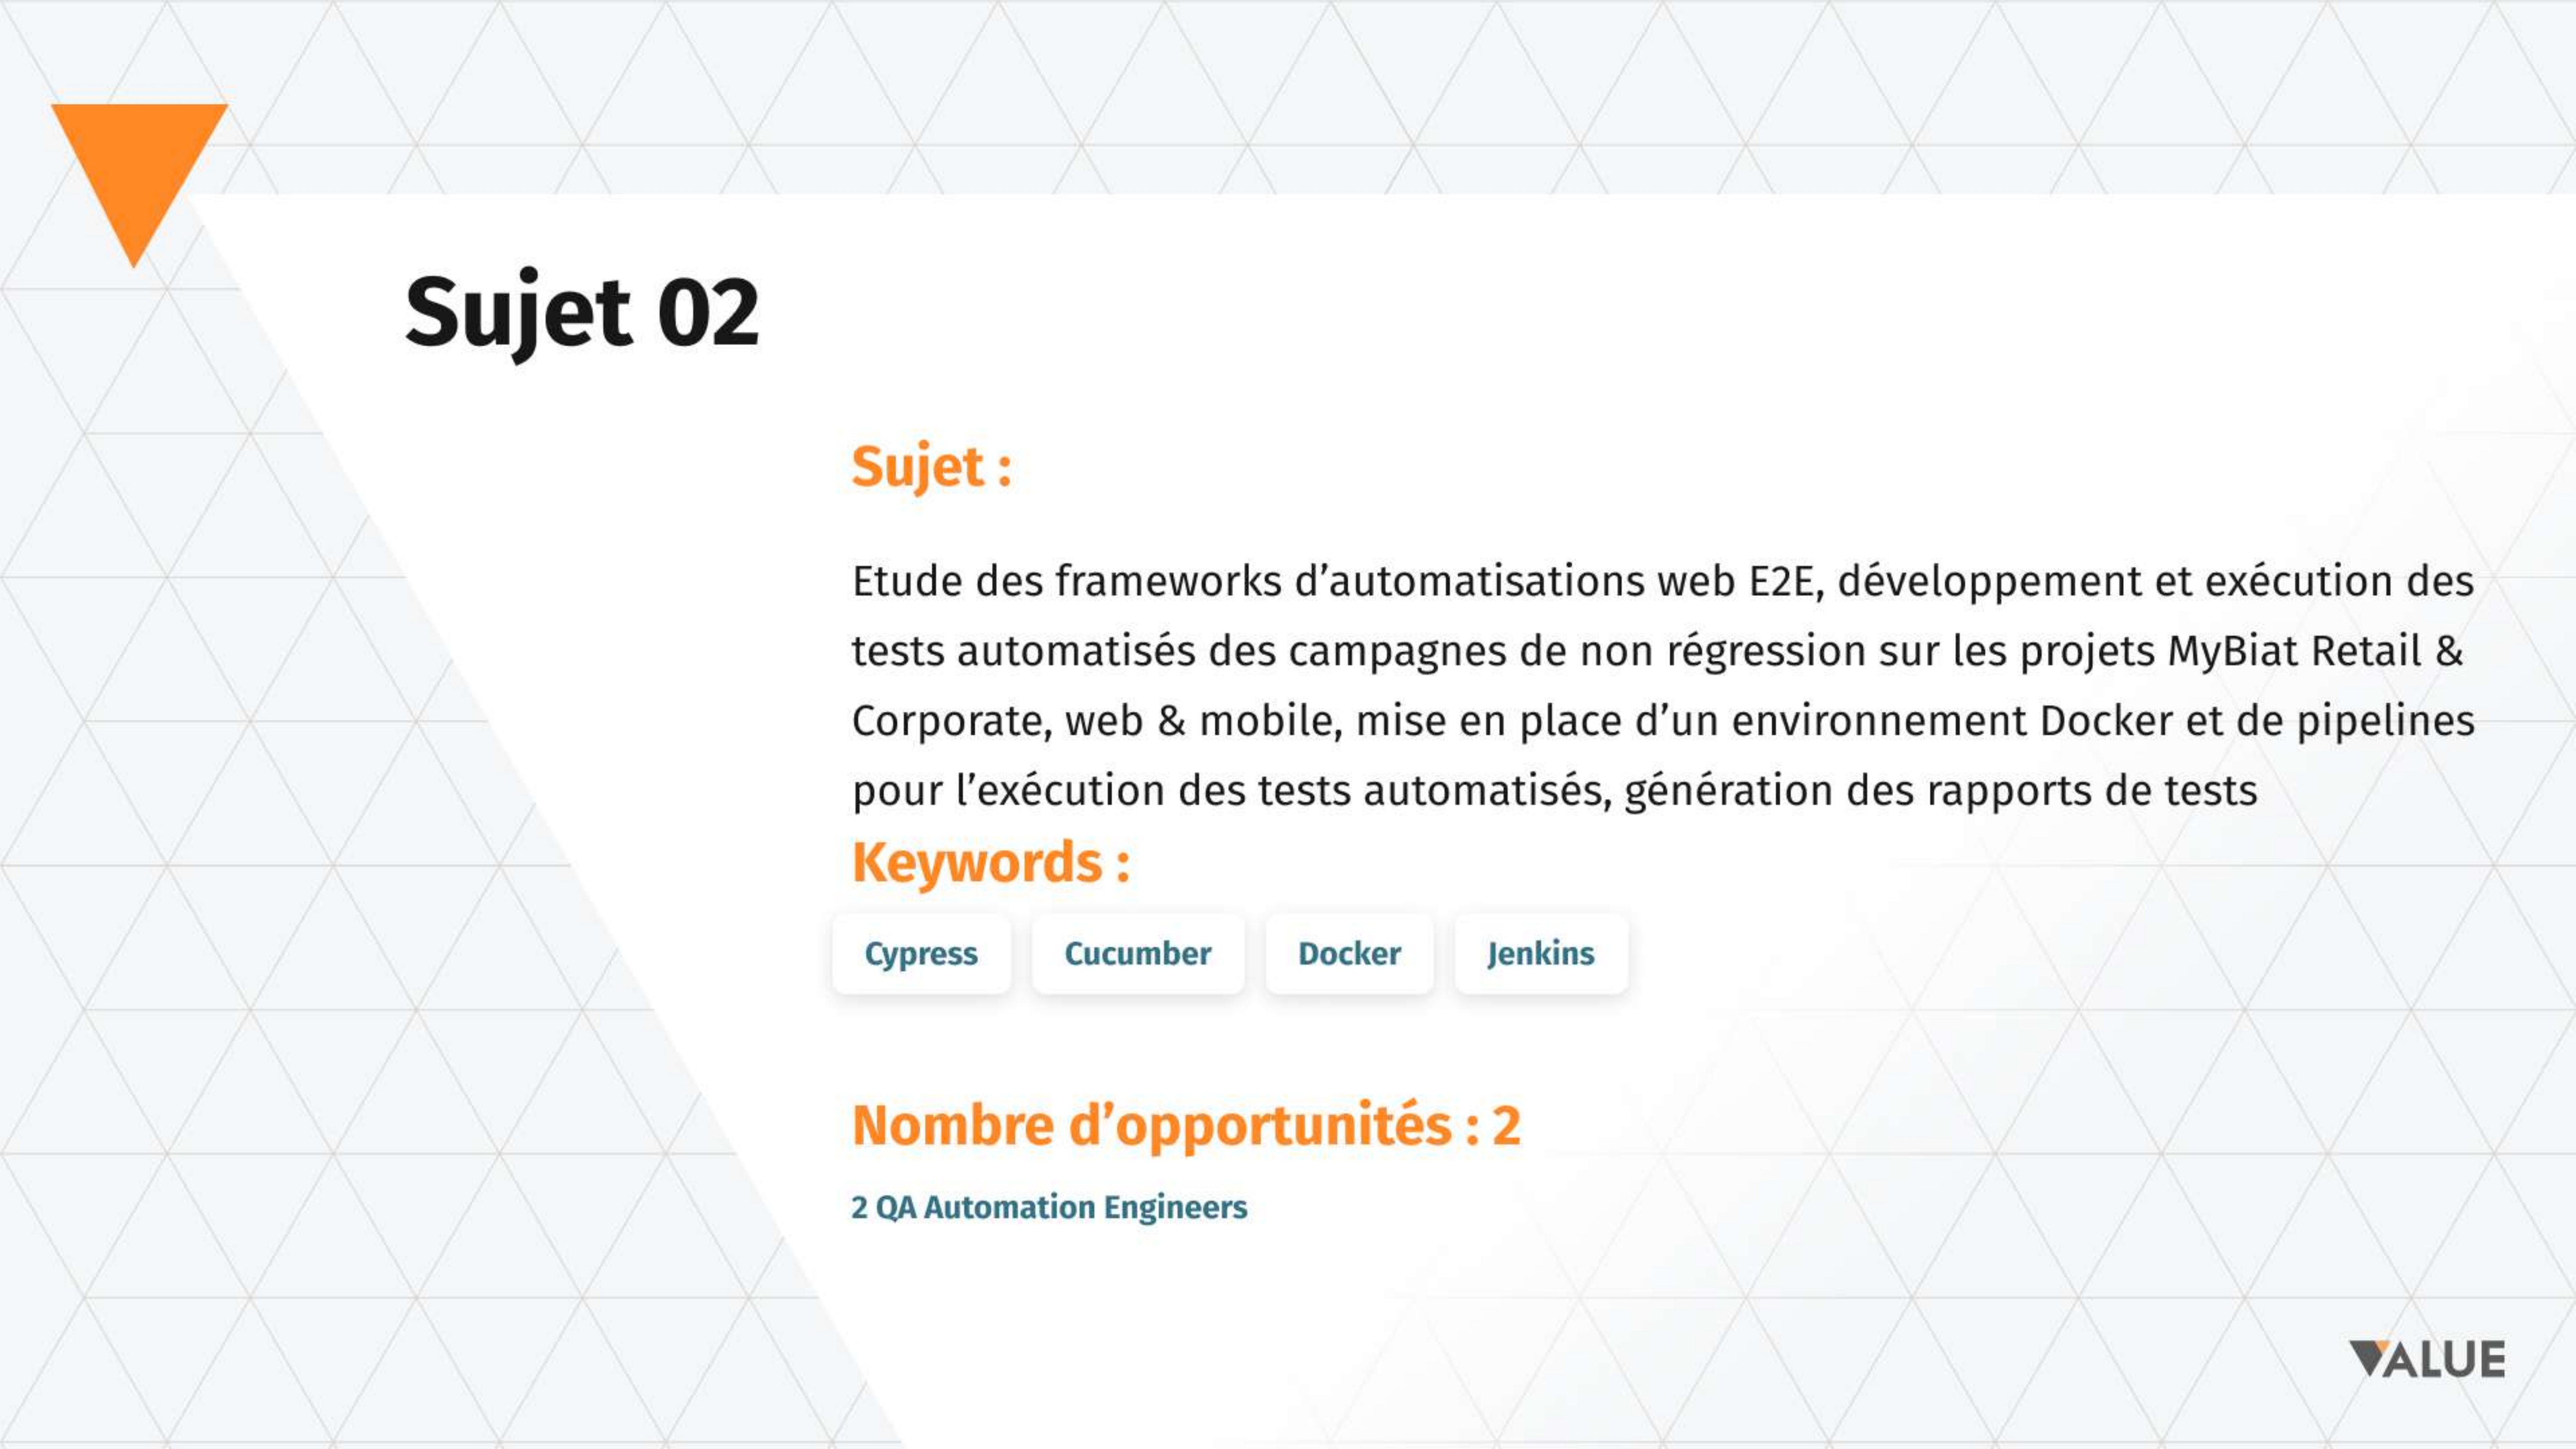 Sujet 02
Sujet :
Etude des frameworks d’automatisations web E2E, développement et exécution des
tests automatisés des campagnes de non régression sur les projets MyBiat Retail &
Corporate, web & mobile, mise en place d’un environnement Docker et de pipelines
pour l’exécution des tests automatisés, génération des rapports de tests
Keywords :
Cypress Cucumber Docker Jenkins
Nombre d’opportunités : 2
2 QA Automation Engineers
VALUE